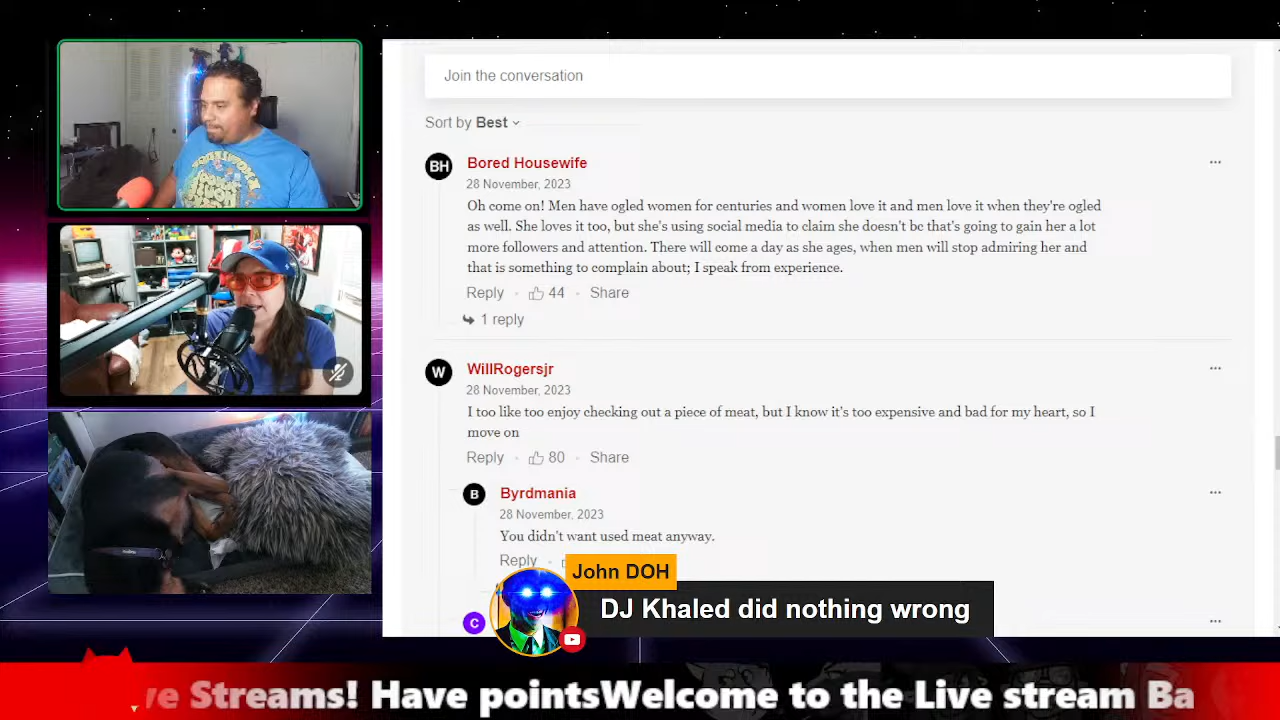 Join the conversation
Sort by Best
BH
Bored Housewife
28 November, 2023
Oh come on! Men have ogled women for centuries and women love it and men love it when they're ogled
as well. She loves it too, but she's using social media to claim she doesn't be that's going to gain her a lot
more followers and attention. There will come a day as she ages, when men will stop admiring her and
that is something to complain about; I speak from experience.
Reply · 44 · Share
1 reply
W
WillRogersjr
28 November, 2023
I too like too enjoy checking out a piece of meat, but I know it's too expensive and bad for my heart, so I
move on
Reply · 80 · Share
B
Byrdmania
28 November, 2023
You didn't want used meat anyway.
Reply ·
John DOH
DJ Khaled did nothing wrong
C
ve Streams! Have pointsWelcome to the Live stream Ba